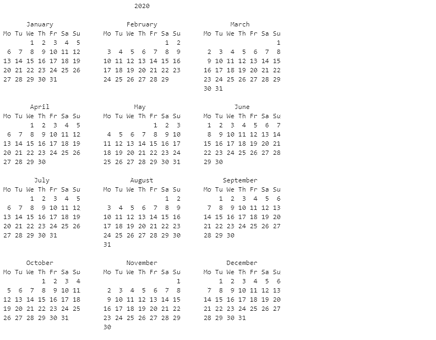 2020
January February March
Mo Tu We Th Fr Sa Su Mo Tu We Th Fr Sa Su Mo Tu We Th Fr Sa Su
1 2 3 4 5 1 2 1
6 7 8 9 10 11 12 3 4 5 6 7 8 9 2 3 4 5 6 7 8
13 14 15 16 17 18 19 10 11 12 13 14 15 16 9 10 11 12 13 14 15
20 21 22 23 24 25 26 17 18 19 20 21 22 23 16 17 18 19 20 21 22
27 28 29 30 31 24 25 26 27 28 29 23 24 25 26 27 28 29
30 31
April May June
Mo Tu We Th Fr Sa Su Mo Tu We Th Fr Sa Su Mo Tu We Th Fr Sa Su
1 2 3 4 5 1 2 3 1 2 3 4 5 6 7
6 7 8 9 10 11 12 4 5 6 7 8 9 10 8 9 10 11 12 13 14
13 14 15 16 17 18 19 11 12 13 14 15 16 17 15 16 17 18 19 20 21
20 21 22 23 24 25 26 18 19 20 21 22 23 24 22 23 24 25 26 27 28
27 28 29 30 25 26 27 28 29 30 31 29 30
July August September
Mo Tu We Th Fr Sa Su Mo Tu We Th Fr Sa Su Mo Tu We Th Fr Sa Su
1 2 3 4 5 1 2 1 2 3 4 5 6
6 7 8 9 10 11 12 3 4 5 6 7 8 9 7 8 9 10 11 12 13
13 14 15 16 17 18 19 10 11 12 13 14 15 16 14 15 16 17 18 19 20
20 21 22 23 24 25 26 17 18 19 20 21 22 23 21 22 23 24 25 26 27
27 28 29 30 31 24 25 26 27 28 29 30 28 29 30
31
October November December
Mo Tu We Th Fr Sa Su Mo Tu We Th Fr Sa Su Mo Tu We Th Fr Sa Su
1 2 3 4 1 1 2 3 4 5 6
5 6 7 8 9 10 11 2 3 4 5 6 7 8 7 8 9 10 11 12 13
12 13 14 15 16 17 18 9 10 11 12 13 14 15 14 15 16 17 18 19 20
19 20 21 22 23 24 25 16 17 18 19 20 21 22 21 22 23 24 25 26 27
26 27 28 29 30 31 23 24 25 26 27 28 29 28 29 30 31
30